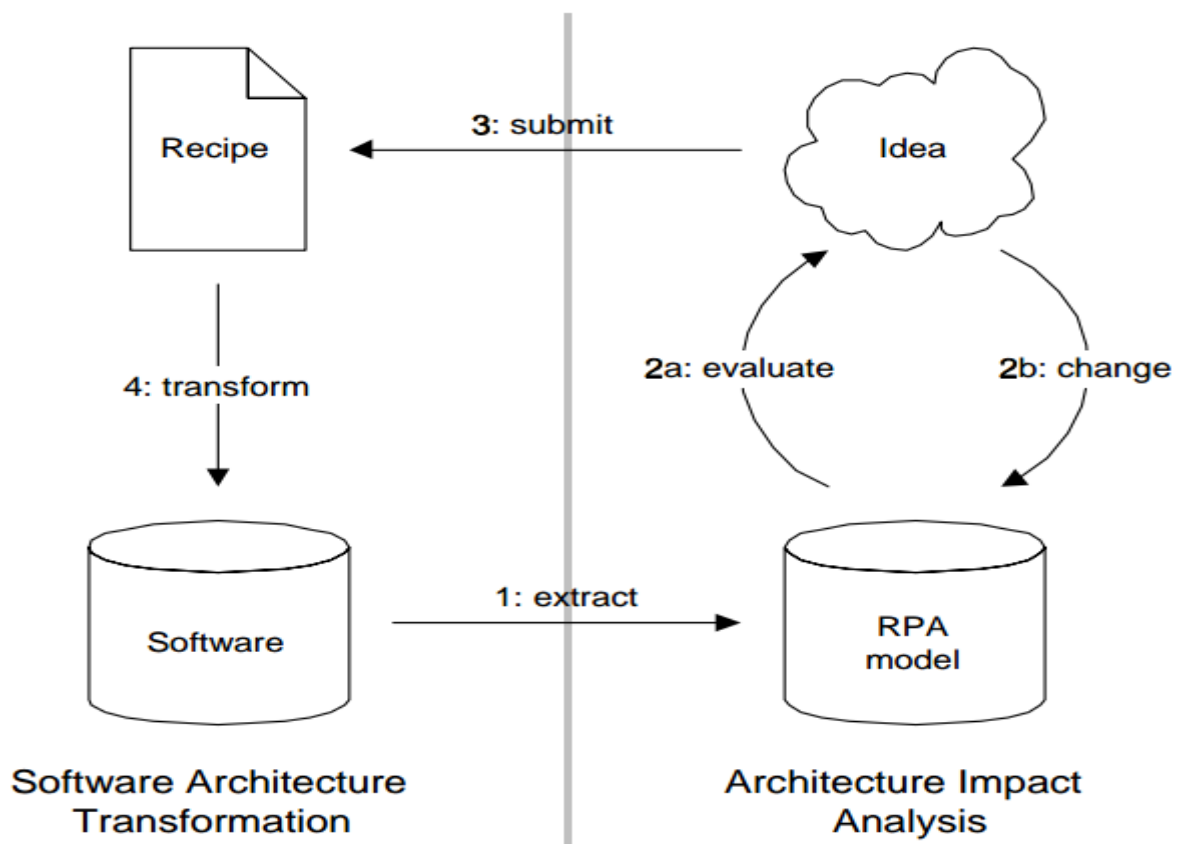 3: submit
Recipe
Idea
4: transform
2a: evaluate
2b: change
1: extract
Software
RPA
model
Software Architecture
Transformation
Architecture Impact
Analysis